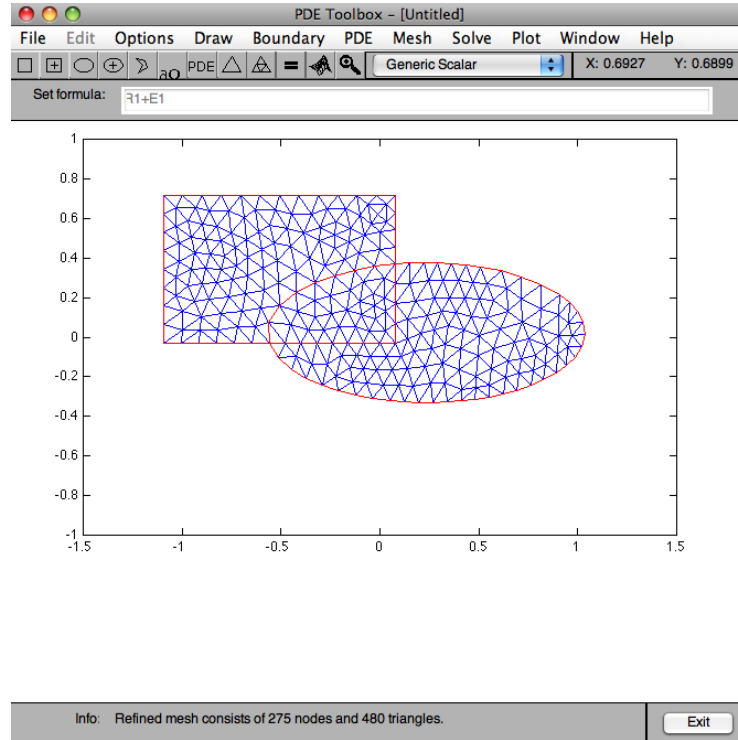 PDE Toolbox - [Untitled]
File Edit Options Draw Boundary PDE Mesh Solve Plot Window Help
PDE = Generic Scalar X: 0.6927 Y: 0.6899
Set formula: R1+E1
1
0.8
0.6
0.4
0.2
0
-0.2
-0.4
-0.6
-0.8
-1
-1.5 -1 -0.5 0 0.5 1 1.5
Info: Refined mesh consists of 275 nodes and 480 triangles.
Exit